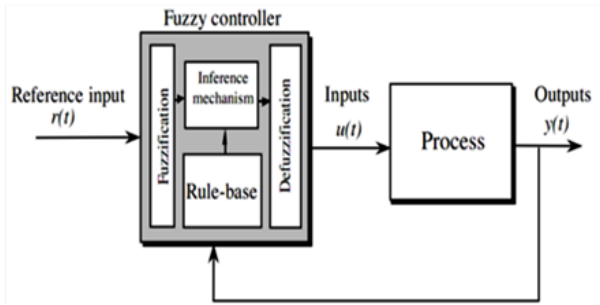 Fuzzy controller
Reference input
r(t)
Fuzzification
Inference
mechanism
Rule-base
Defuzzification
Inputs
u(t)
Process
Outputs
y(t)